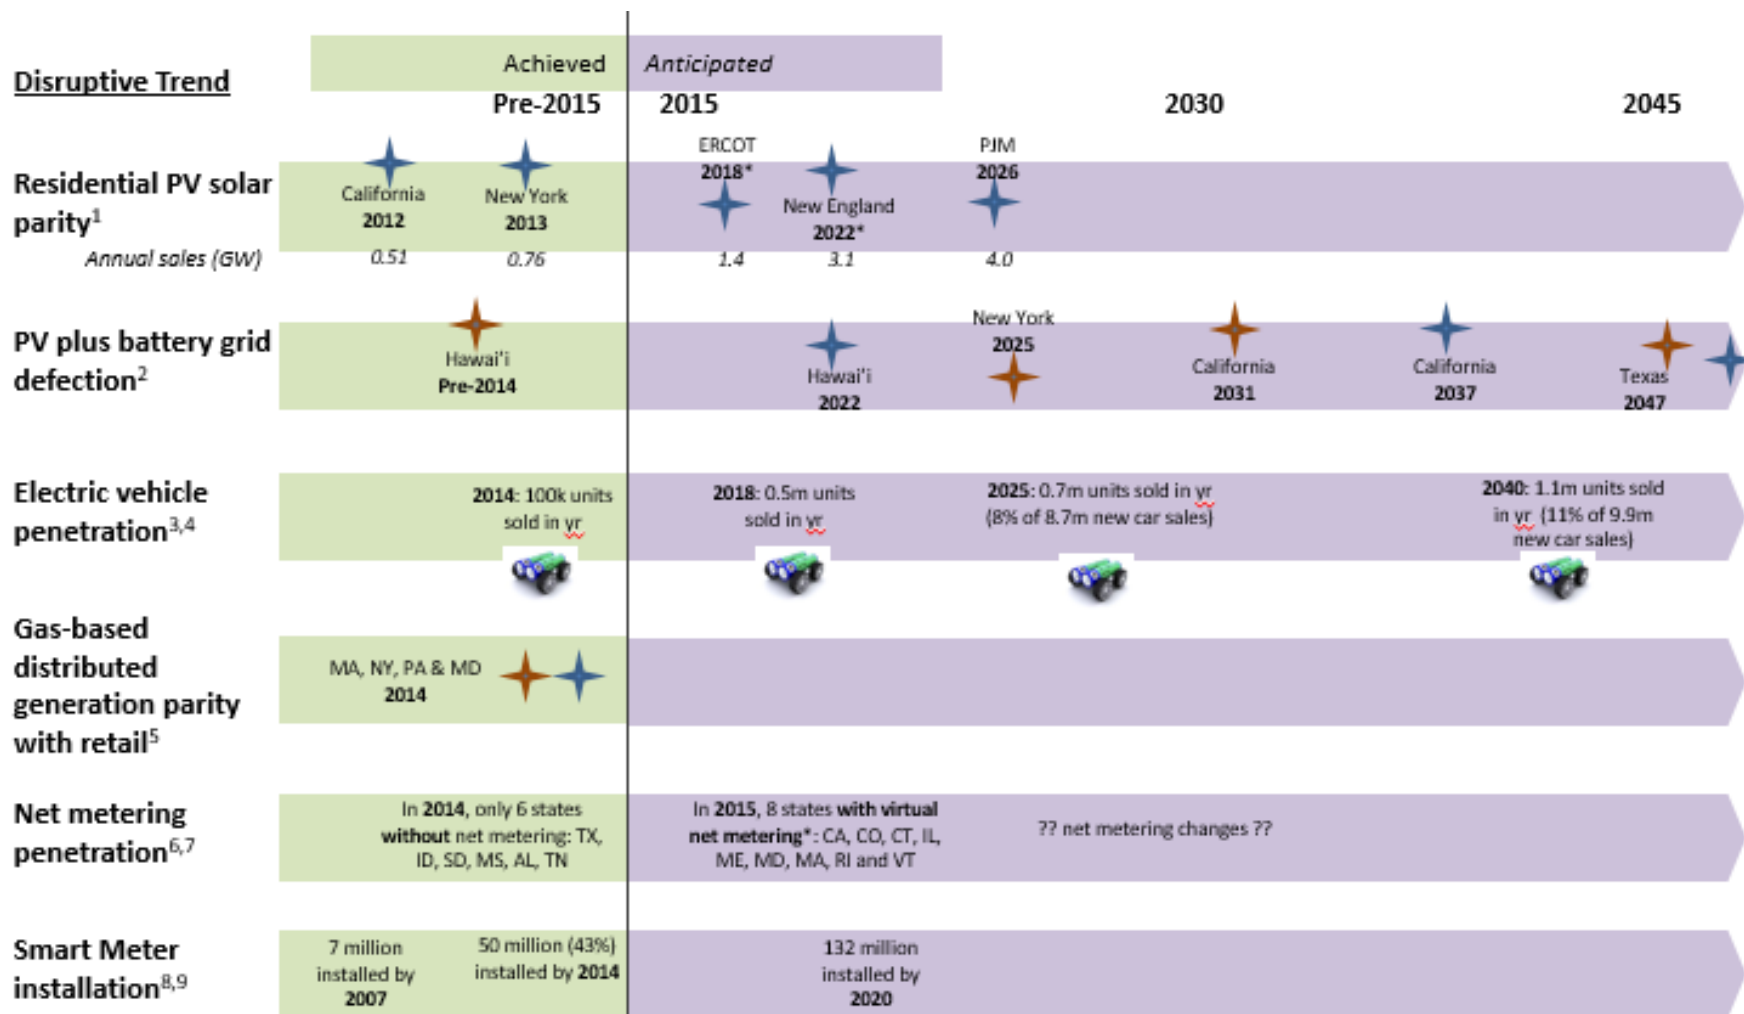 Achieved
Anticipated
Disruptive Trend
Pre-2015
2015
2030
2045
Residential PV solar
parity1
California
2012
New York
2013
ERCOT
2018*
New England
2022*
PJM
2026
Annual sales (GW)
0.51
0.76
1.4
3.1
4.0
PV plus battery grid
defection2
Hawai'i
Pre-2014
Hawai'i
2022
New York
2025
California
2031
California
2037
Texas
2047
Electric vehicle
penetration3,4
2014: 100k units
sold in yr
2018: 0.5m units
sold in yr
2025: 0.7m units sold in yr
(8% of 8.7m new car sales)
2040: 1.1m units sold
in yr (11% of 9.9m
new car sales)
Gas-based
distributed
generation parity
with retail5
MA, NY, PA & MD
2014
Net metering
penetration6,7
In 2014, only 6 states
without net metering: TX,
ID, SD, MS, AL, TN
In 2015, 8 states with virtual
net metering*: CA, CO, CT, IL,
ME, MD, MA, RI and VT
?? net metering changes ??
Smart Meter
installation8,9
7 million
installed by
2007
50 million (43%)
installed by 2014
132 million
installed by
2020